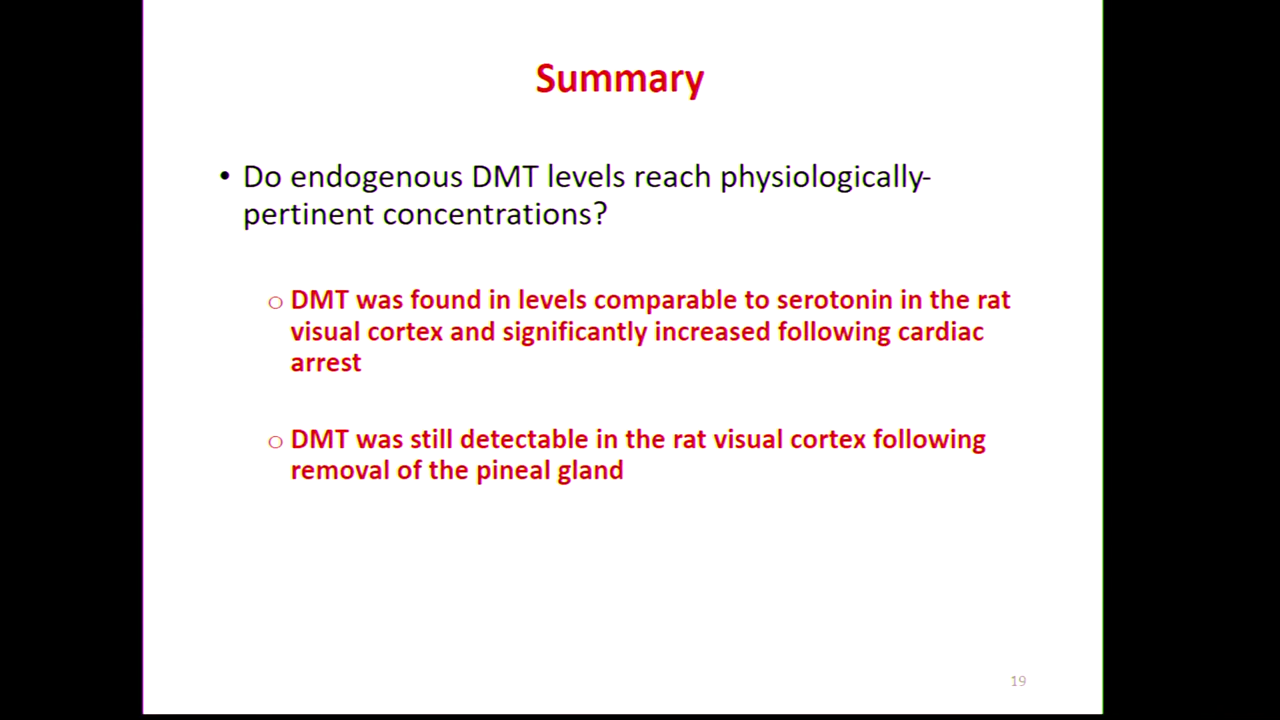 Summary
• Do endogenous DMT levels reach physiologically-
pertinent concentrations?
○ DMT was found in levels comparable to serotonin in the rat
visual cortex and significantly increased following cardiac
arrest
○ DMT was still detectable in the rat visual cortex following
removal of the pineal gland
19